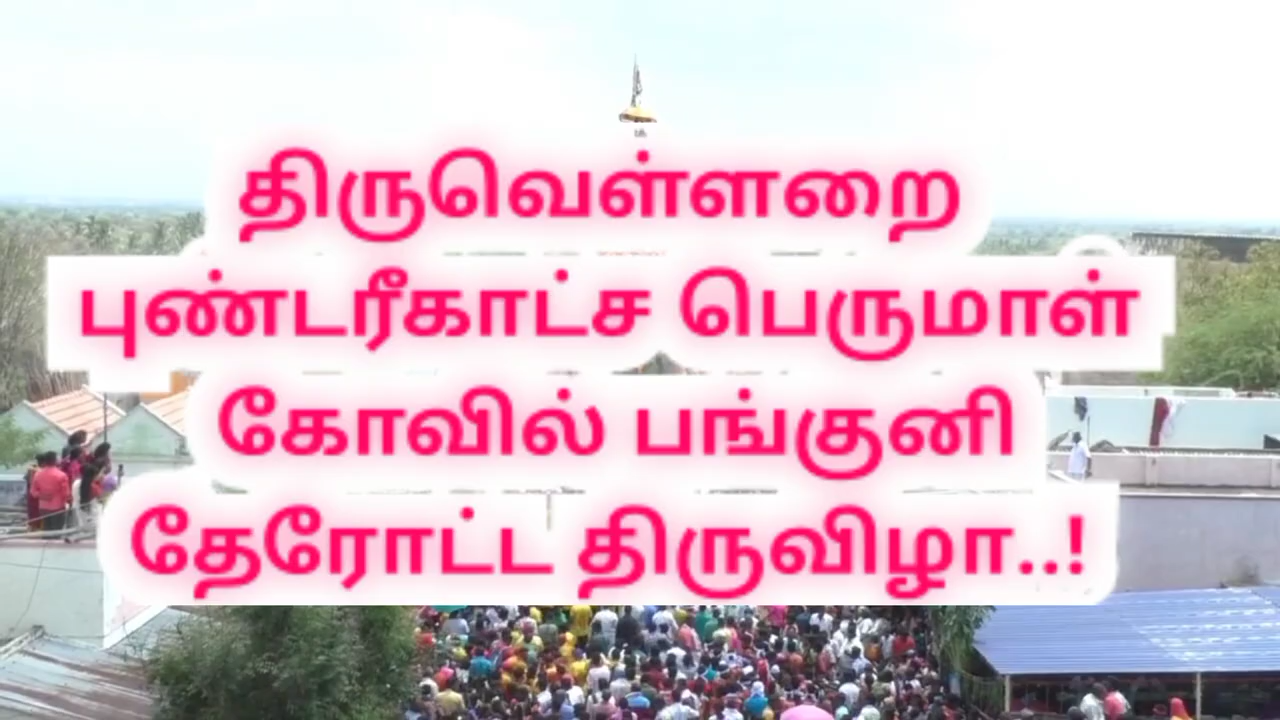 திருவெள்ளறை
புண்டரீகாட்ச பெருமாள்
கோவில் பங்குனி
தேரோட்ட திருவிழா..!